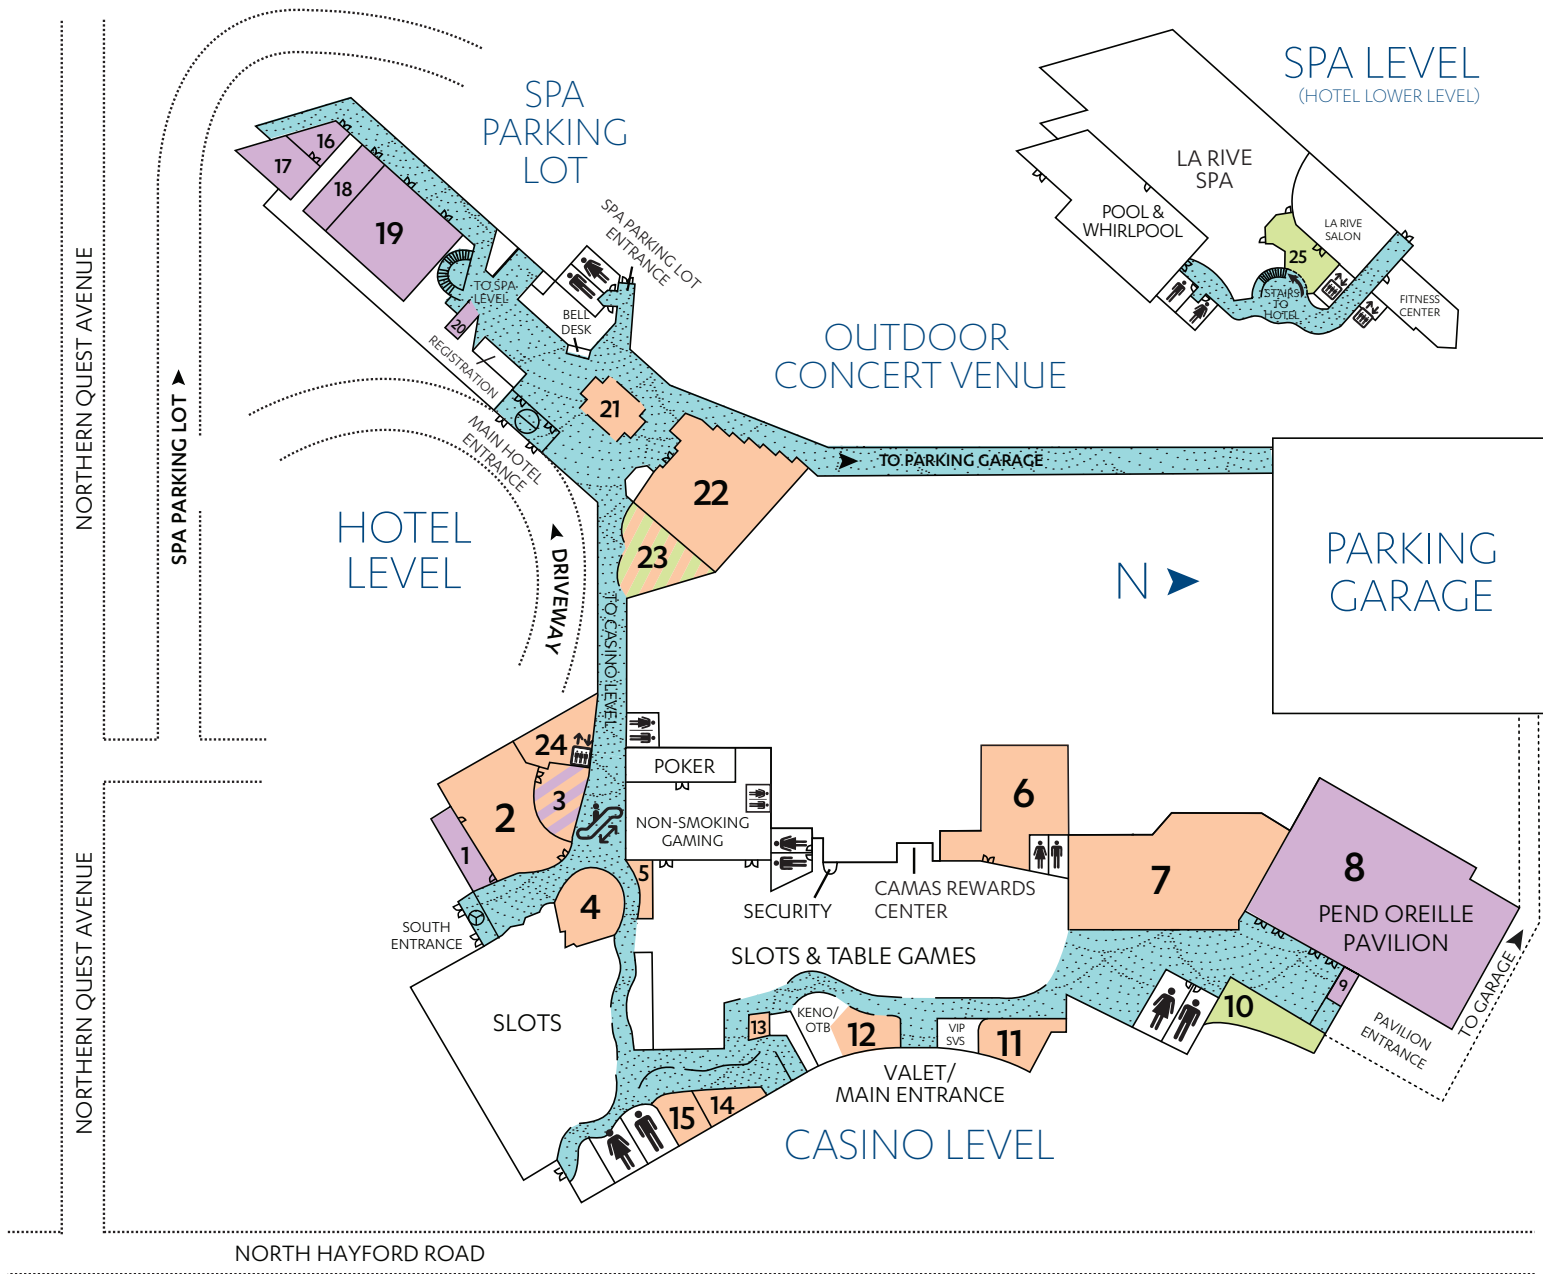 SPA LEVEL
(HOTEL LOWER LEVEL)
LA RIVE
SPA
POOL &
WHIRLPOOL
LA RIVE
SALON
25
(STAIRS)
TO
HOTEL
FITNESS
CENTER
SPA
PARKING
LOT
SPA PARKING LOT
ENTRANCE
16
17
18
19
TO SPA
LEVEL
20
BELL
DESK
REGISTRATION
MAIN HOTEL
ENTRANCE
21
22
23
OUTDOOR
CONCERT VENUE
TO PARKING GARAGE
PARKING
GARAGE
N
HOTEL
LEVEL
DRIVEWAY
TO CASINO LEVEL
NORTHERN QUEST AVENUE
SPA PARKING LOT
NORTHERN QUEST AVENUE
24
3
2
1
4
5
SOUTH
ENTRANCE
POKER
NON-SMOKING
GAMING
SECURITY
CAMAS REWARDS
CENTER
6
7
8
PEND OREILLE
PAVILION
9
10
TO GARAGE
PAVILION
ENTRANCE
SLOTS & TABLE GAMES
SLOTS
13
KENO/
OTB
12
VIP
SVS
11
VALET/
MAIN ENTRANCE
15
14
CASINO LEVEL
NORTH HAYFORD ROAD